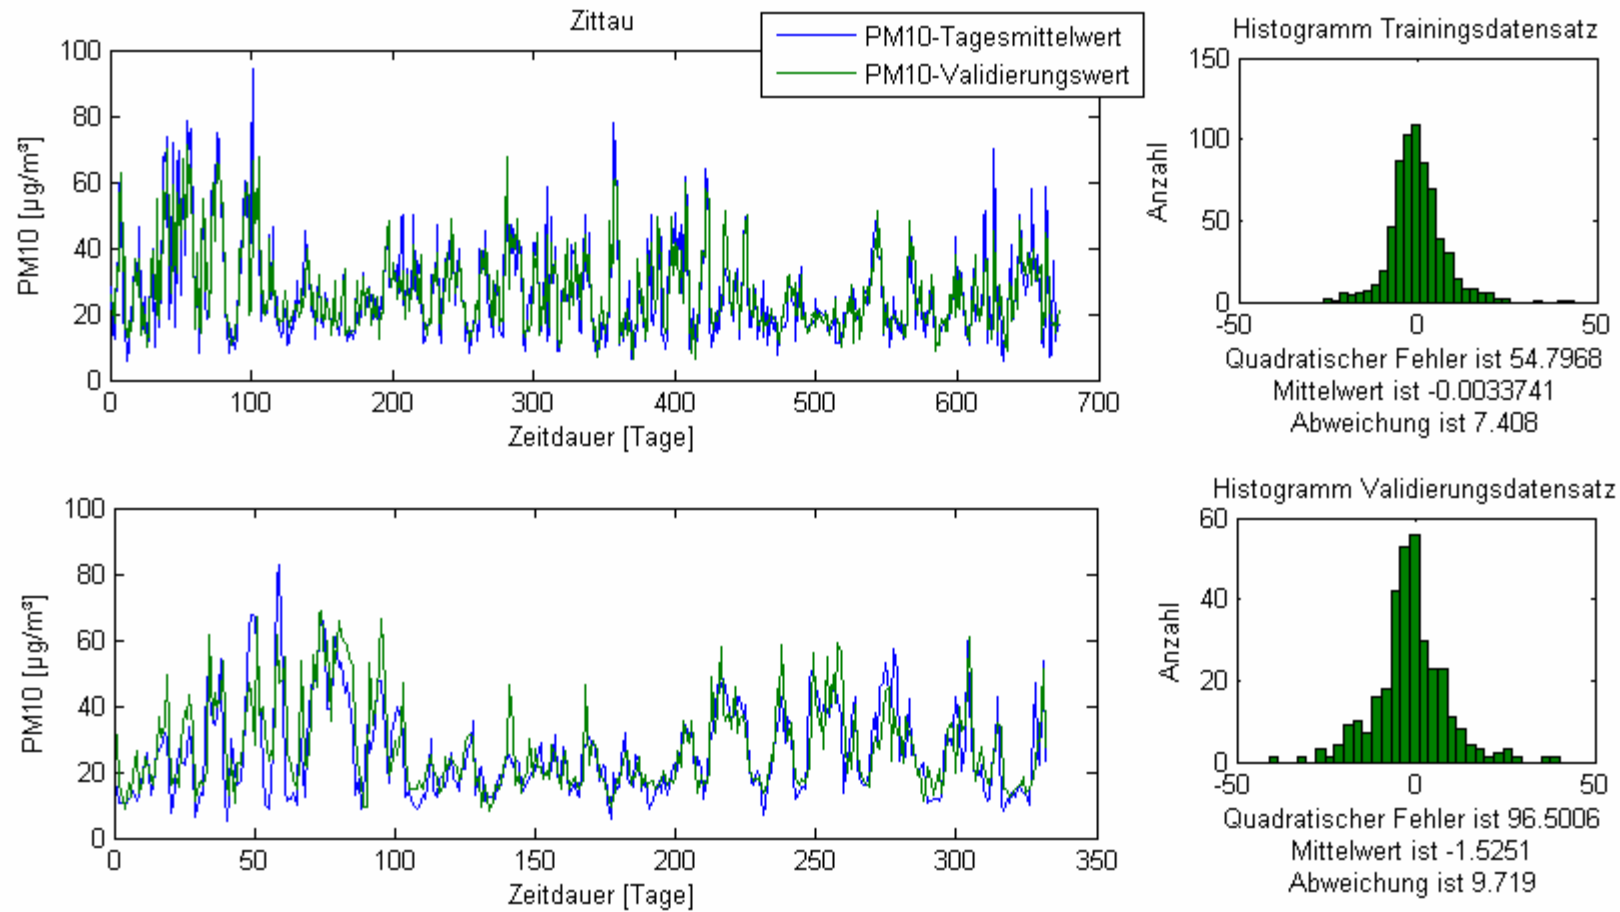 Zittau
PM10-Tagesmittelwert
PM10-Validierungswert
PM10 [µg/m³]
100
80
60
40
20
0
0 100 200 300 400 500 600 700
Zeitdauer [Tage]
Histogramm Trainingsdatensatz
Anzahl
150
100
50
0
-50 0 50
Quadratischer Fehler ist 54.7968
Mittelwert ist -0.0033741
Abweichung ist 7.408
PM10 [µg/m³]
100
80
60
40
20
0
0 50 100 150 200 250 300 350
Zeitdauer [Tage]
Histogramm Validierungsdatensatz
Anzahl
60
40
20
0
-50 0 50
Quadratischer Fehler ist 96.5006
Mittelwert ist -1.5251
Abweichung ist 9.719